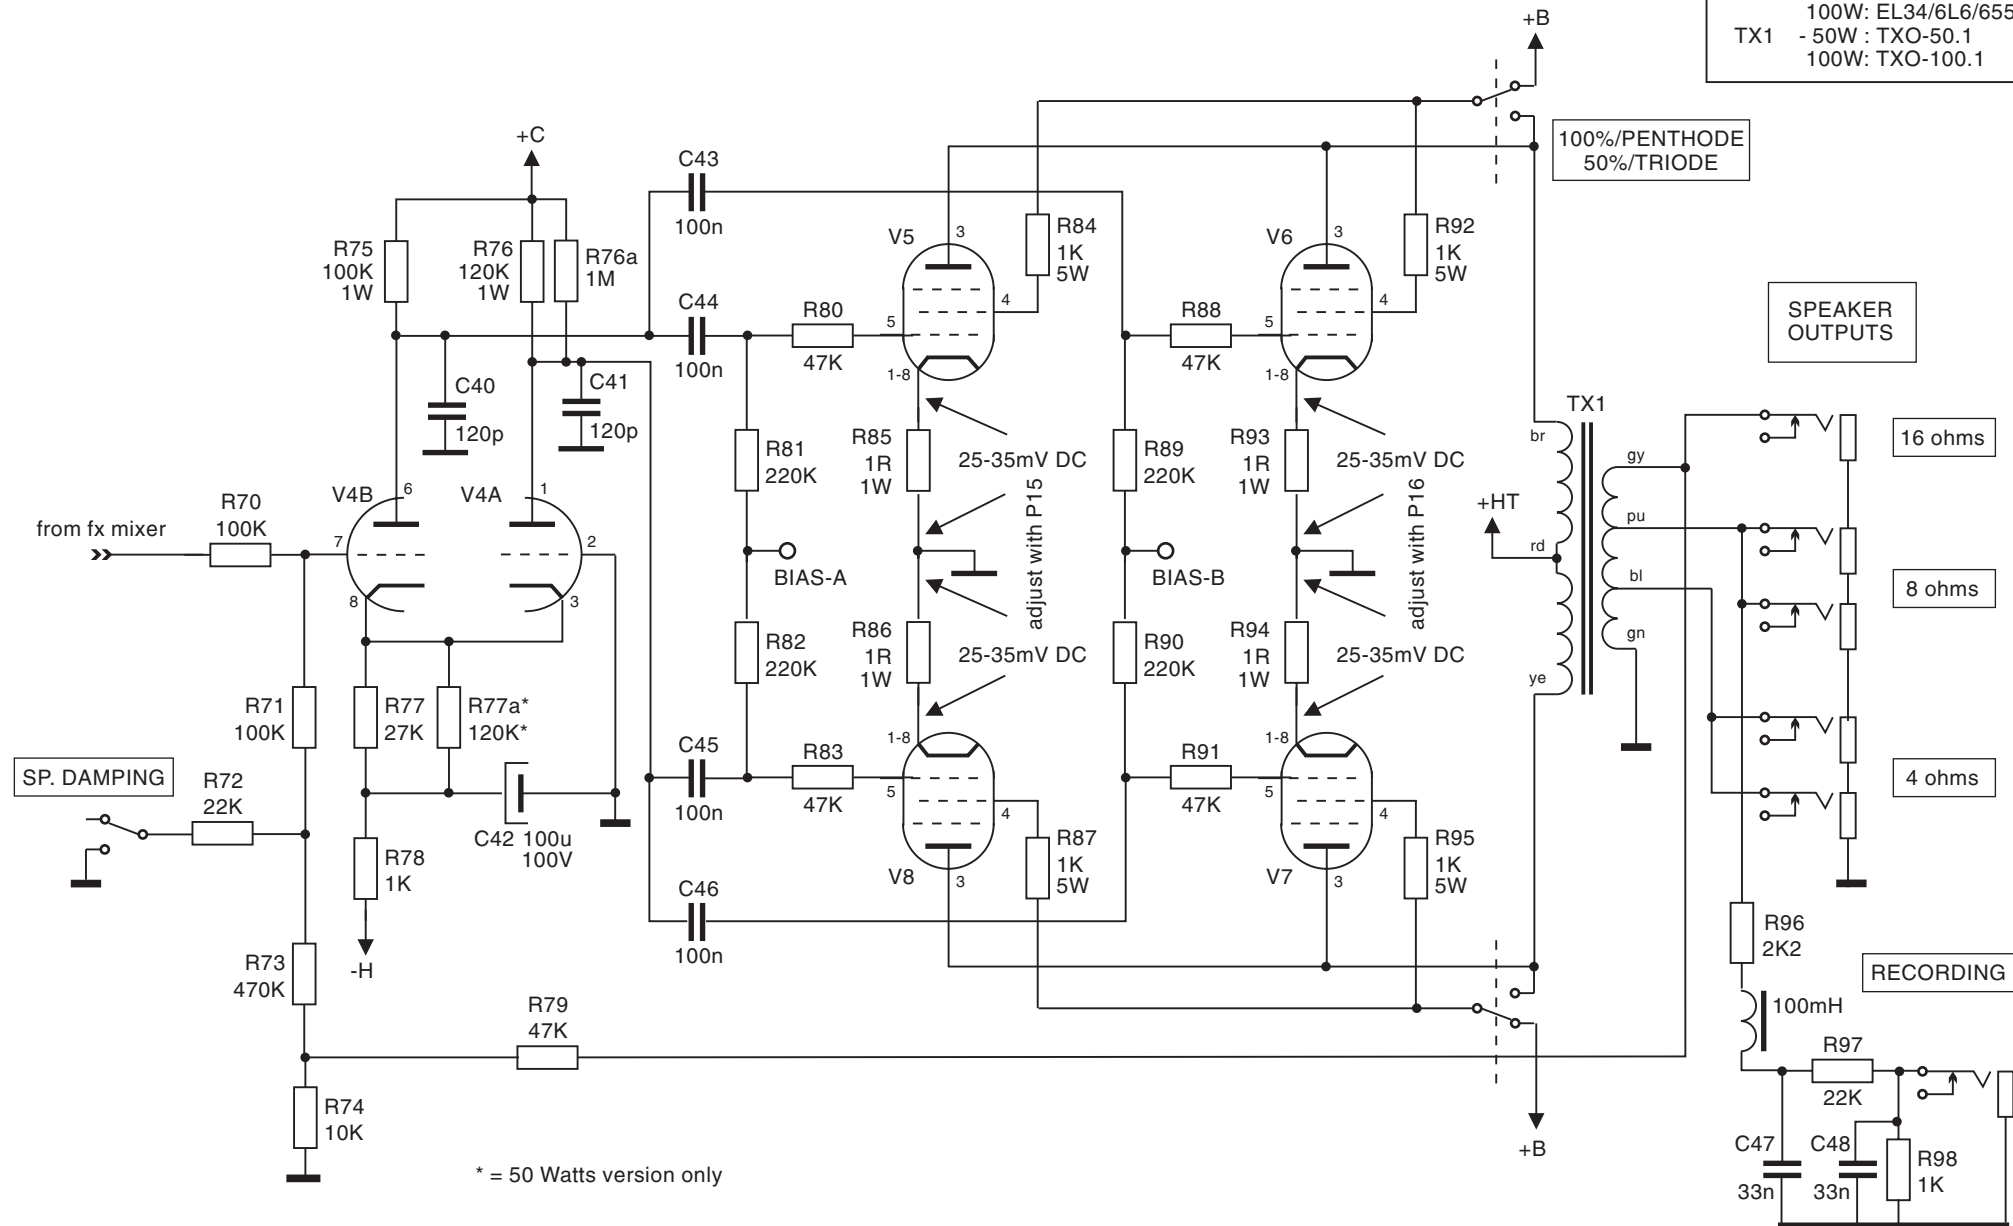 100W: EL34/6L6/655
TX1 - 50W : TXO-50.1
100W: TXO-100.1
+B
100%/PENTHODE
50%/TRIODE
+C
C43
100n
R75
100K
1W
R76
120K
1W
R76a
1M
C44
100n
R80
47K
V5
3
5
4
1-8
R84
1K
5W
R88
47K
V6
3
5
4
1-8
R92
1K
5W
SPEAKER
OUTPUTS
C40
120p
C41
120p
R81
220K
R85
1R
1W
25-35mV DC
adjust with P15
R89
220K
R93
1R
1W
25-35mV DC
adjust with P16
TX1
br
gy
16 ohms
from fx mixer
R70
100K
V4B
6
7
8
V4A
1
2
3
BIAS-A
BIAS-B
+HT
rd
pu
bl
8 ohms
gn
ye
R82
220K
R86
1R
1W
25-35mV DC
R90
220K
R94
1R
1W
25-35mV DC
R71
100K
R77
27K
R77a*
120K*
SP. DAMPING
R72
22K
C42 100u
100V
C45
100n
R83
47K
1-8
5
4
3
V8
R87
1K
5W
R91
47K
1-8
5
4
3
V7
R95
1K
5W
4 ohms
R78
1K
-H
C46
100n
R73
470K
R79
47K
R96
2K2
RECORDING
100mH
R97
22K
R74
10K
+B
C47
33n
C48
33n
R98
1K
* = 50 Watts version only